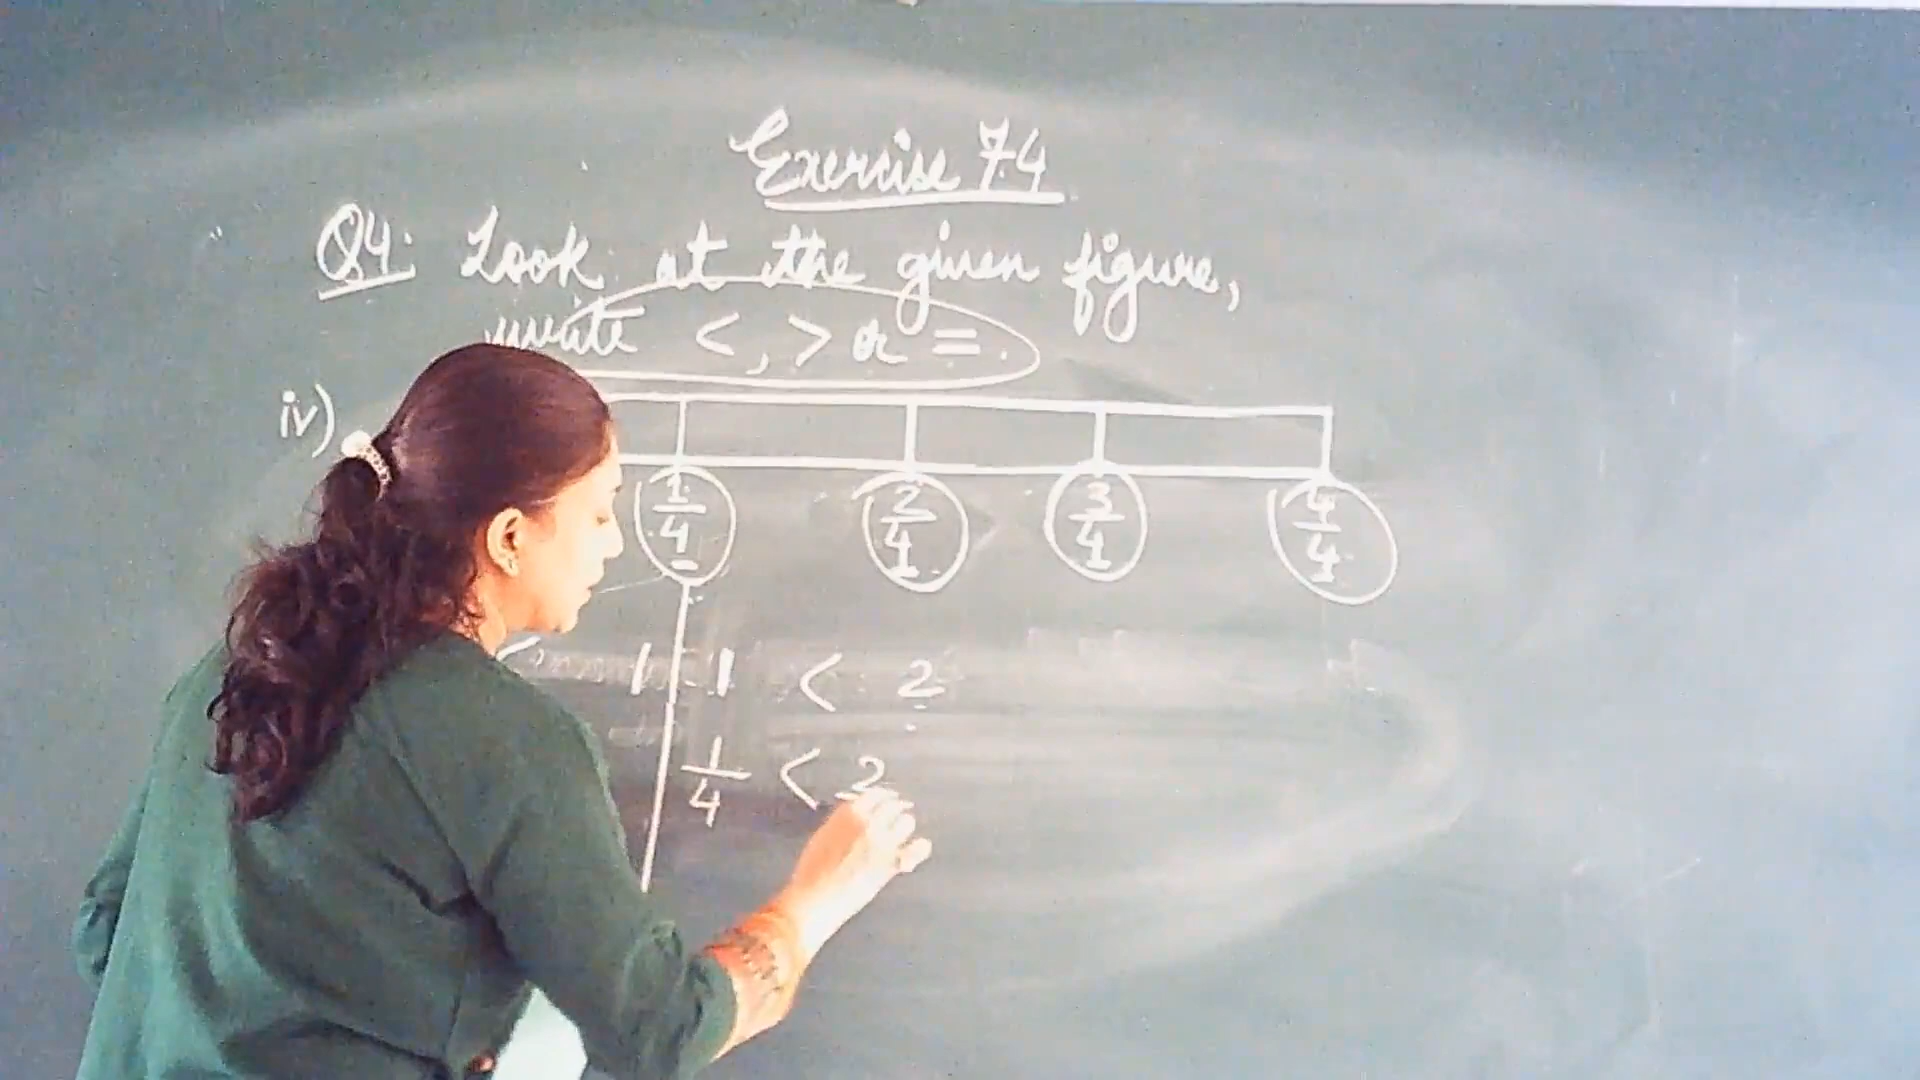 Exercise 7.4
Q4: Look at the given figure,
write <, > or =.
iv)
1/4 2/4 3/4 4/4
1 1 < 2
1/4 < 2